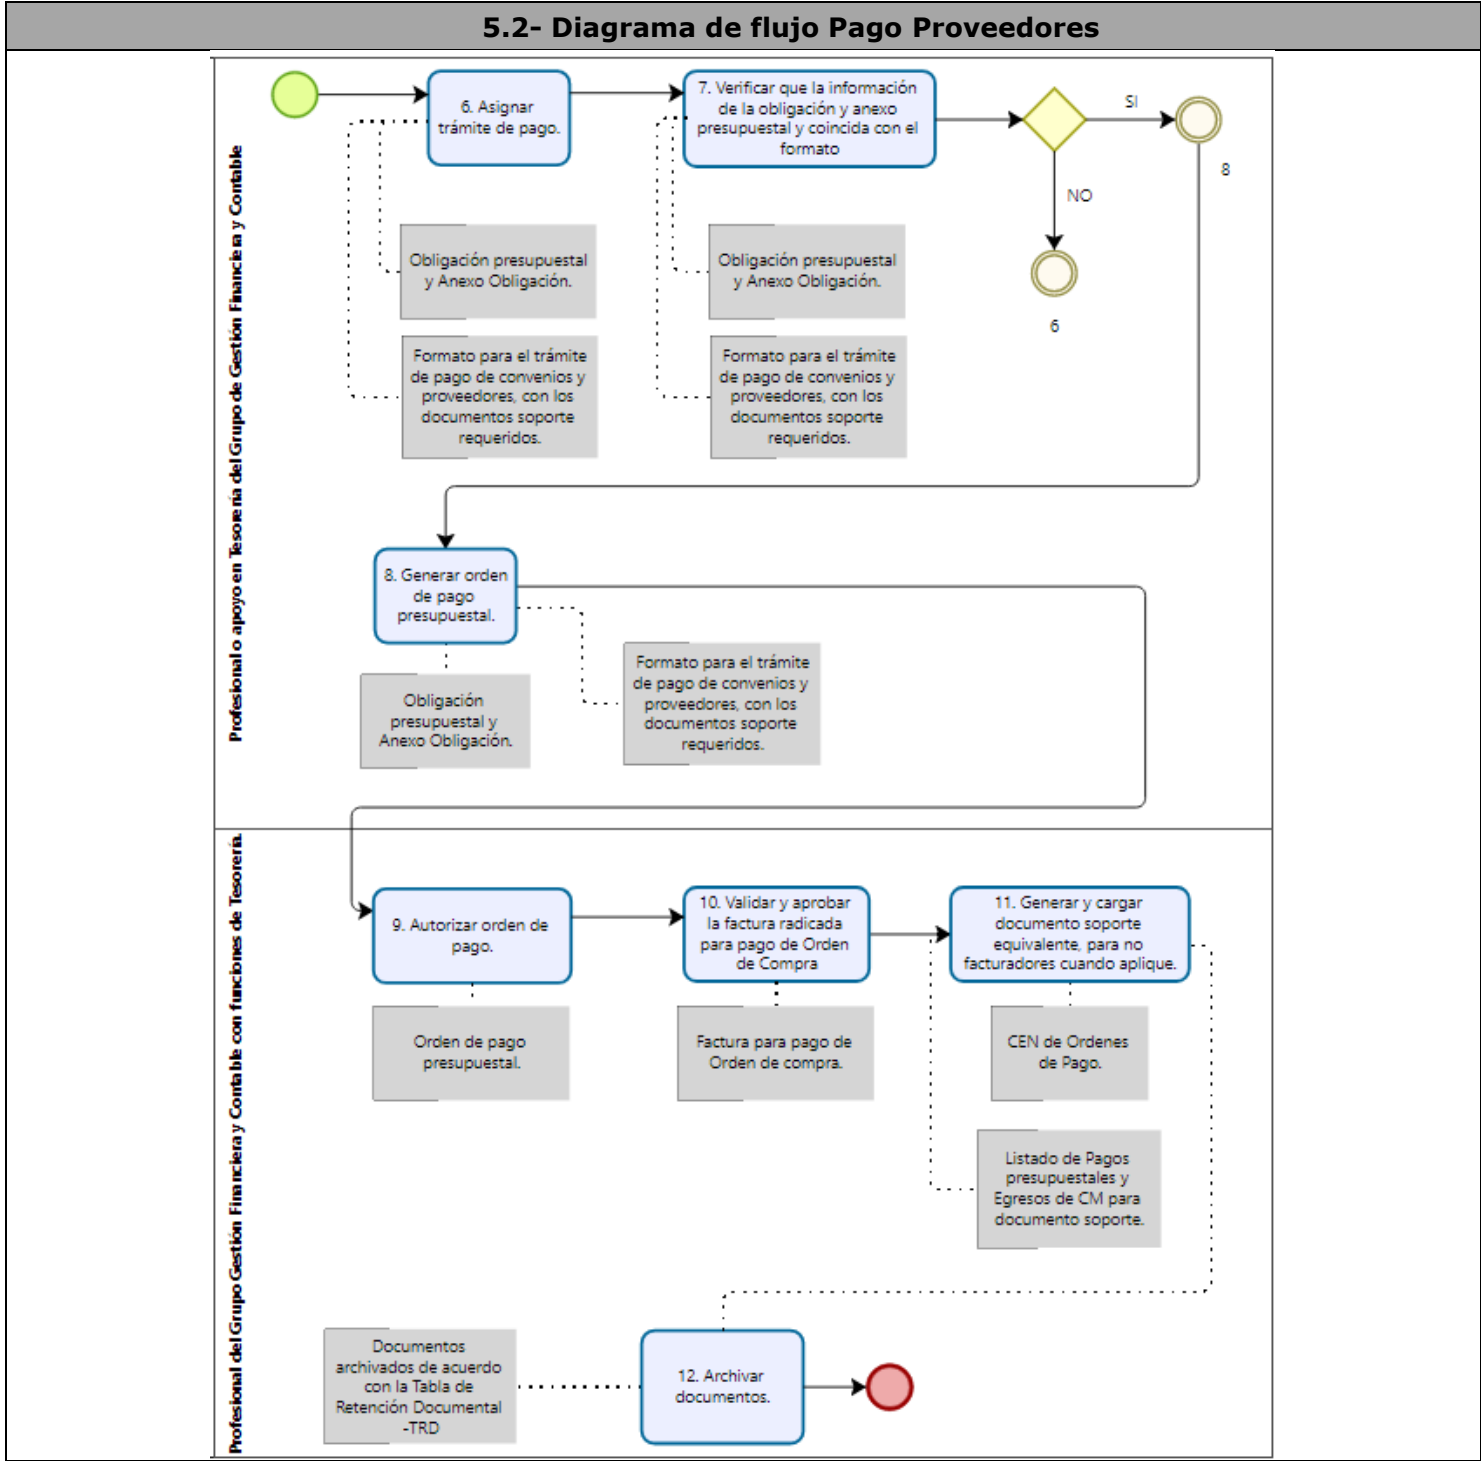 5.2- Diagrama de flujo Pago Proveedores
Profesional o apoyo en Tesorería del Grupo de Gestión Financiera y Contable
6. Asignar
trámite de pago.
7. Verificar que la información
de la obligación y anexo
presupuestal y coincida con el
formato
SI
8
NO
6
Obligación presupuestal
y Anexo Obligación.
Obligación presupuestal
y Anexo Obligación.
Formato para el trámite
de pago de convenios y
proveedores, con los
documentos soporte
requeridos.
Formato para el trámite
de pago de convenios y
proveedores, con los
documentos soporte
requeridos.
8. Generar orden
de pago
presupuestal.
Obligación
presupuestal y
Anexo Obligación.
Formato para el trámite
de pago de convenios y
proveedores, con los
documentos soporte
requeridos.
Profesional del Grupo Gestión Financiera y Contable con funciones de Tesorería.
9. Autorizar orden de
pago.
10. Validar y aprobar
la factura radicada
para pago de Orden
de Compra
11. Generar y cargar
documento soporte
equivalente, para no
facturadores cuando aplique.
Orden de pago
presupuestal.
Factura para pago de
Orden de compra.
CEN de Ordenes
de Pago.
Listado de Pagos
presupuestales y
Egresos de CM para
documento soporte.
Documentos
archivados de acuerdo
con la Tabla de
Retención Documental
-TRD
12. Archivar
documentos.